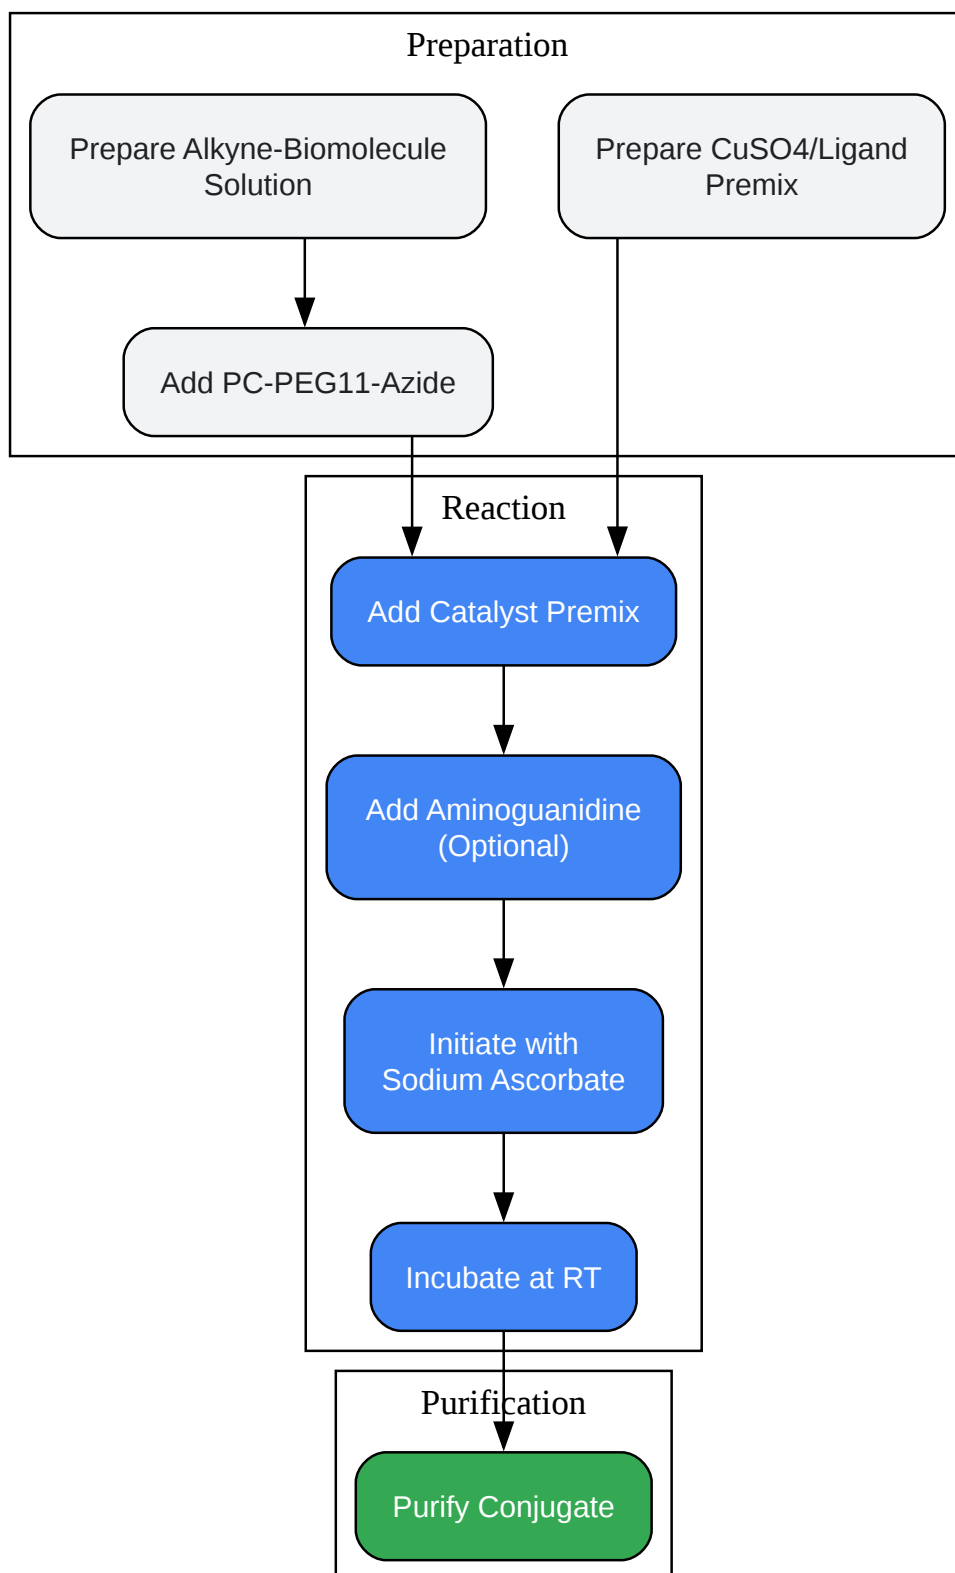 Preparation
Prepare Alkyne-Biomolecule
Solution
Prepare CuSO4/Ligand
Premix
Add PC-PEG11-Azide
Reaction
Add Catalyst Premix
Add Aminoguanidine
(Optional)
Initiate with
Sodium Ascorbate
Incubate at RT
Purification
Purify Conjugate